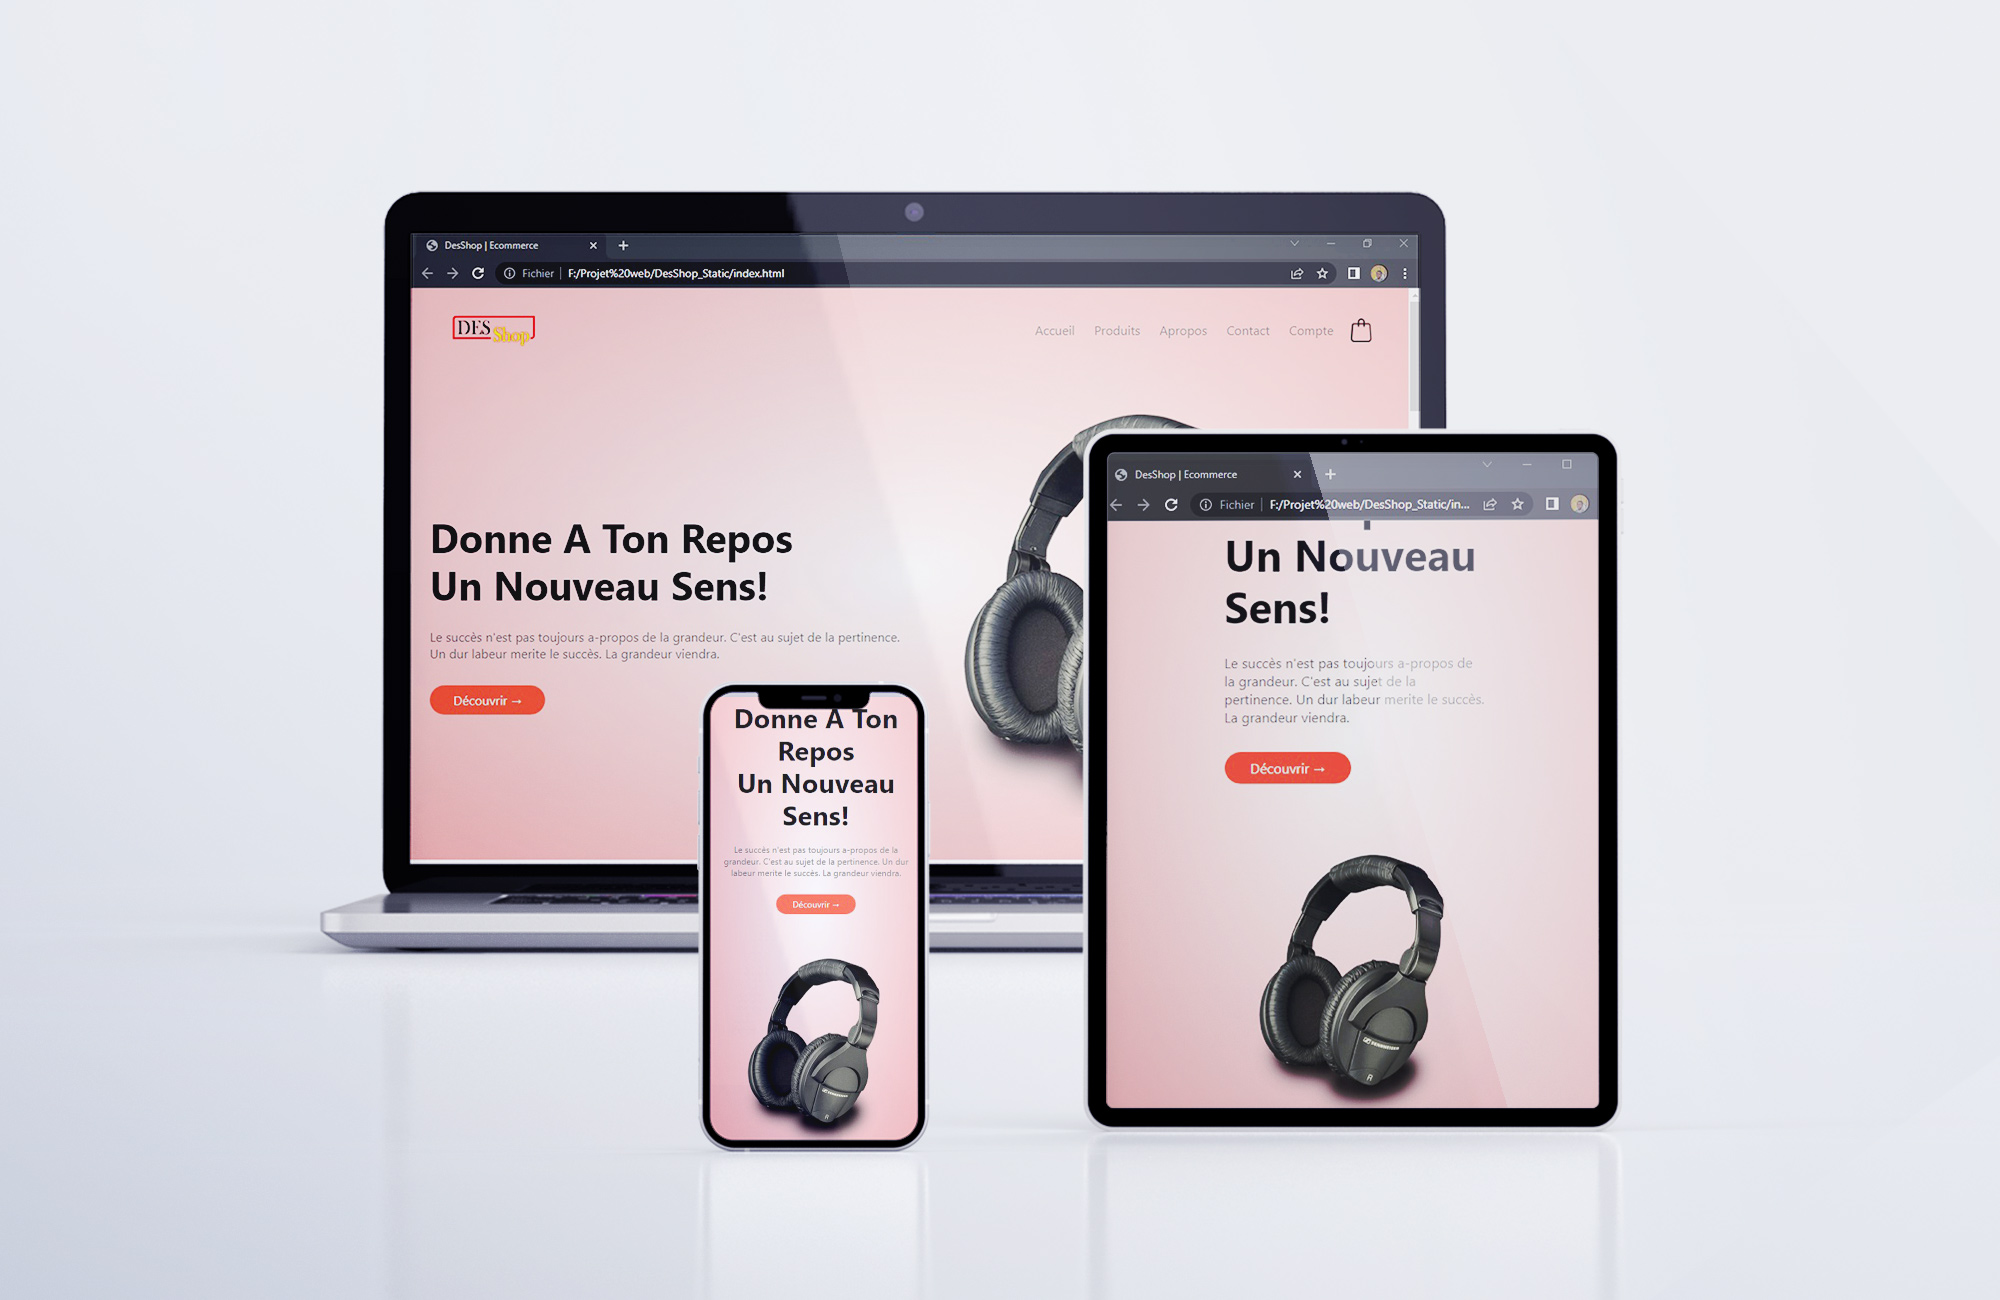 DesShop | Ecommerce
Fichier | F:/Projet%20web/DesShop_Static/index.html
DES
Shop
Accueil Produits Apropos Contact Compte
Donne A Ton Repos
Un Nouveau Sens!
Le succès n'est pas toujours a-propos de la grandeur. C'est au sujet de la pertinence.
Un dur labeur merite le succès. La grandeur viendra.
Découvrir →
DesShop | Ecommerce
Fichier | F:/Projet%20web/DesShop_Static/in...
Un Nouveau
Sens!
Le succès n'est pas toujours a-propos de
la grandeur. C'est au sujet de la
pertinence. Un dur labeur merite le succès.
La grandeur viendra.
Découvrir →
SENNHEISER
R
Donne A Ton
Repos
Un Nouveau
Sens!
Le succès n'est pas toujours a-propos de la
grandeur. C'est au sujet de la pertinence. Un dur
labeur merite le succès. La grandeur viendra.
Découvrir →
SENNHEISER
R